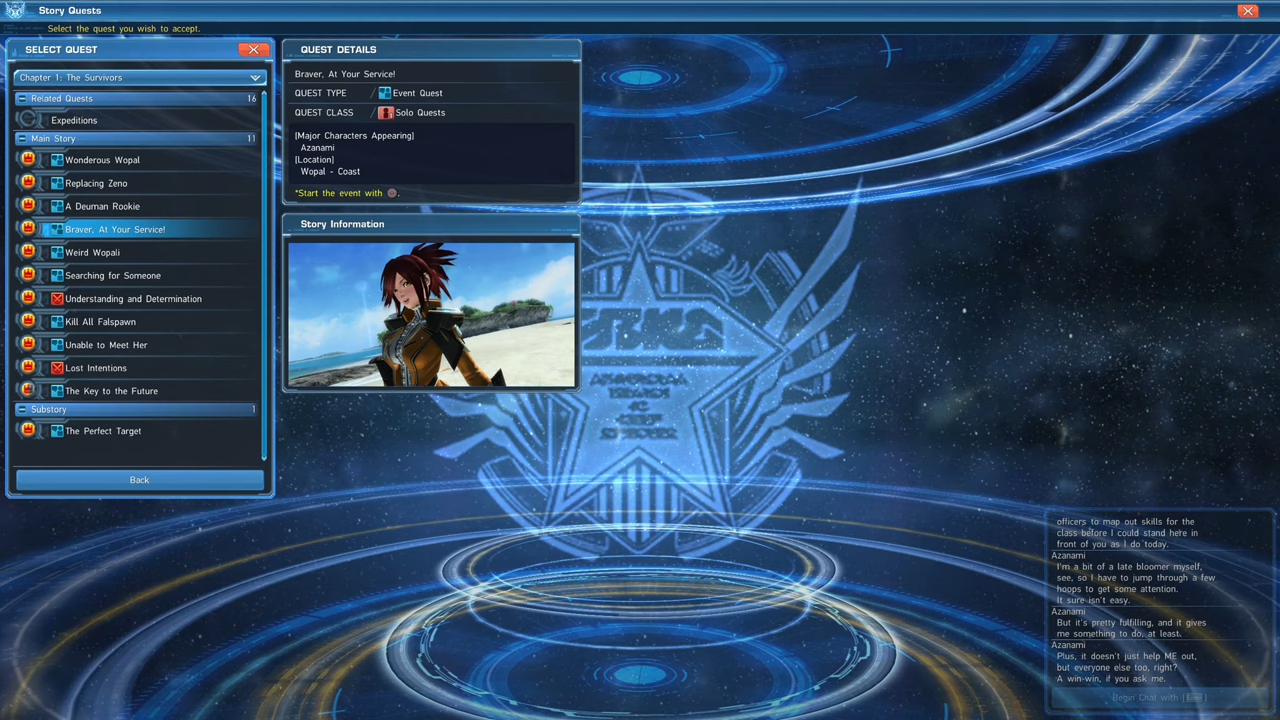 Story Quests
Select the quest you wish to accept.
SELECT QUEST
Chapter 1: The Survivors
Related Quests 16
Expeditions
Main Story 11
Wonderous Wopal
Replacing Zeno
A Deuman Rookie
Braver, At Your Service!
Weird Wopali
Searching for Someone
Understanding and Determination
Kill All Falspawn
Unable to Meet Her
Lost Intentions
The Key to the Future
Substory 1
The Perfect Target
Back
QUEST DETAILS
Braver, At Your Service!
QUEST TYPE / Event Quest
QUEST CLASS / Solo Quests
[Major Characters Appearing]
Azanami
[Location]
Wopal - Coast
*Start the event with .
Story Information
officers to map out skills for the
class before I could stand here in
front of you as I do today.
Azanami
I'm a bit of a late bloomer myself,
see, so I have to jump through a few
hoops to get some attention.
It sure isn't easy.
Azanami
But it's pretty fulfilling, and it gives
me something to do, at least.
Azanami
Plus, it doesn't just help ME out,
but everyone else too, right?
A win-win, if you ask me.
Begin Chat with [ ]